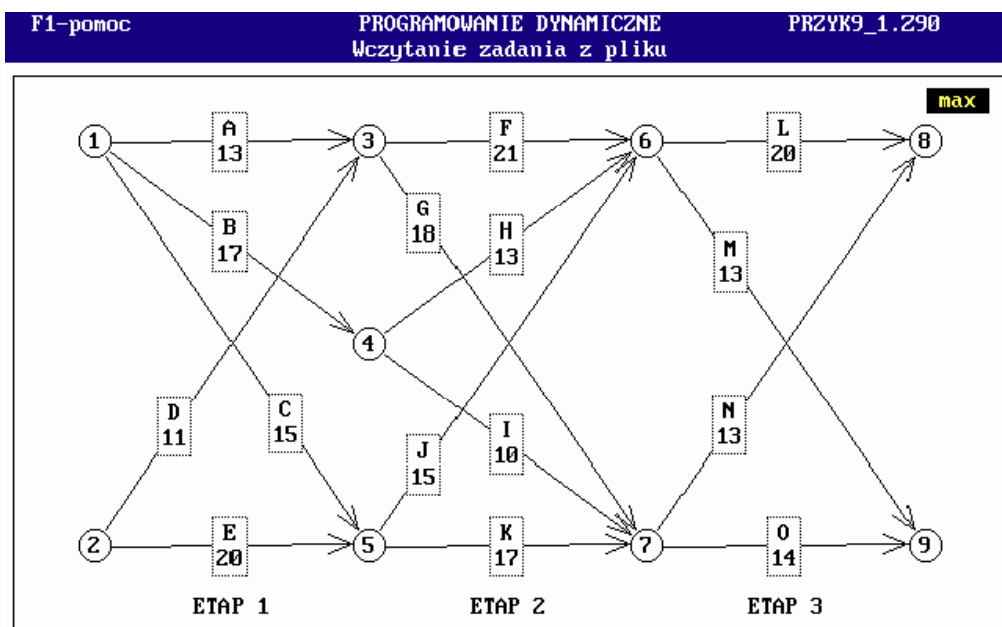 F1-pomoc PROGRAMOWANIE DYNAMICZNE PRZYK9_1.Z90
Wczytanie zadania z pliku
max
1 A 3 F 6 L 8
13 21 20
B G H M
17 18 13 13
4
D C J I N
11 15 15 10 13
2 E 5 K 7 O 9
20 17 14
ETAP 1 ETAP 2 ETAP 3